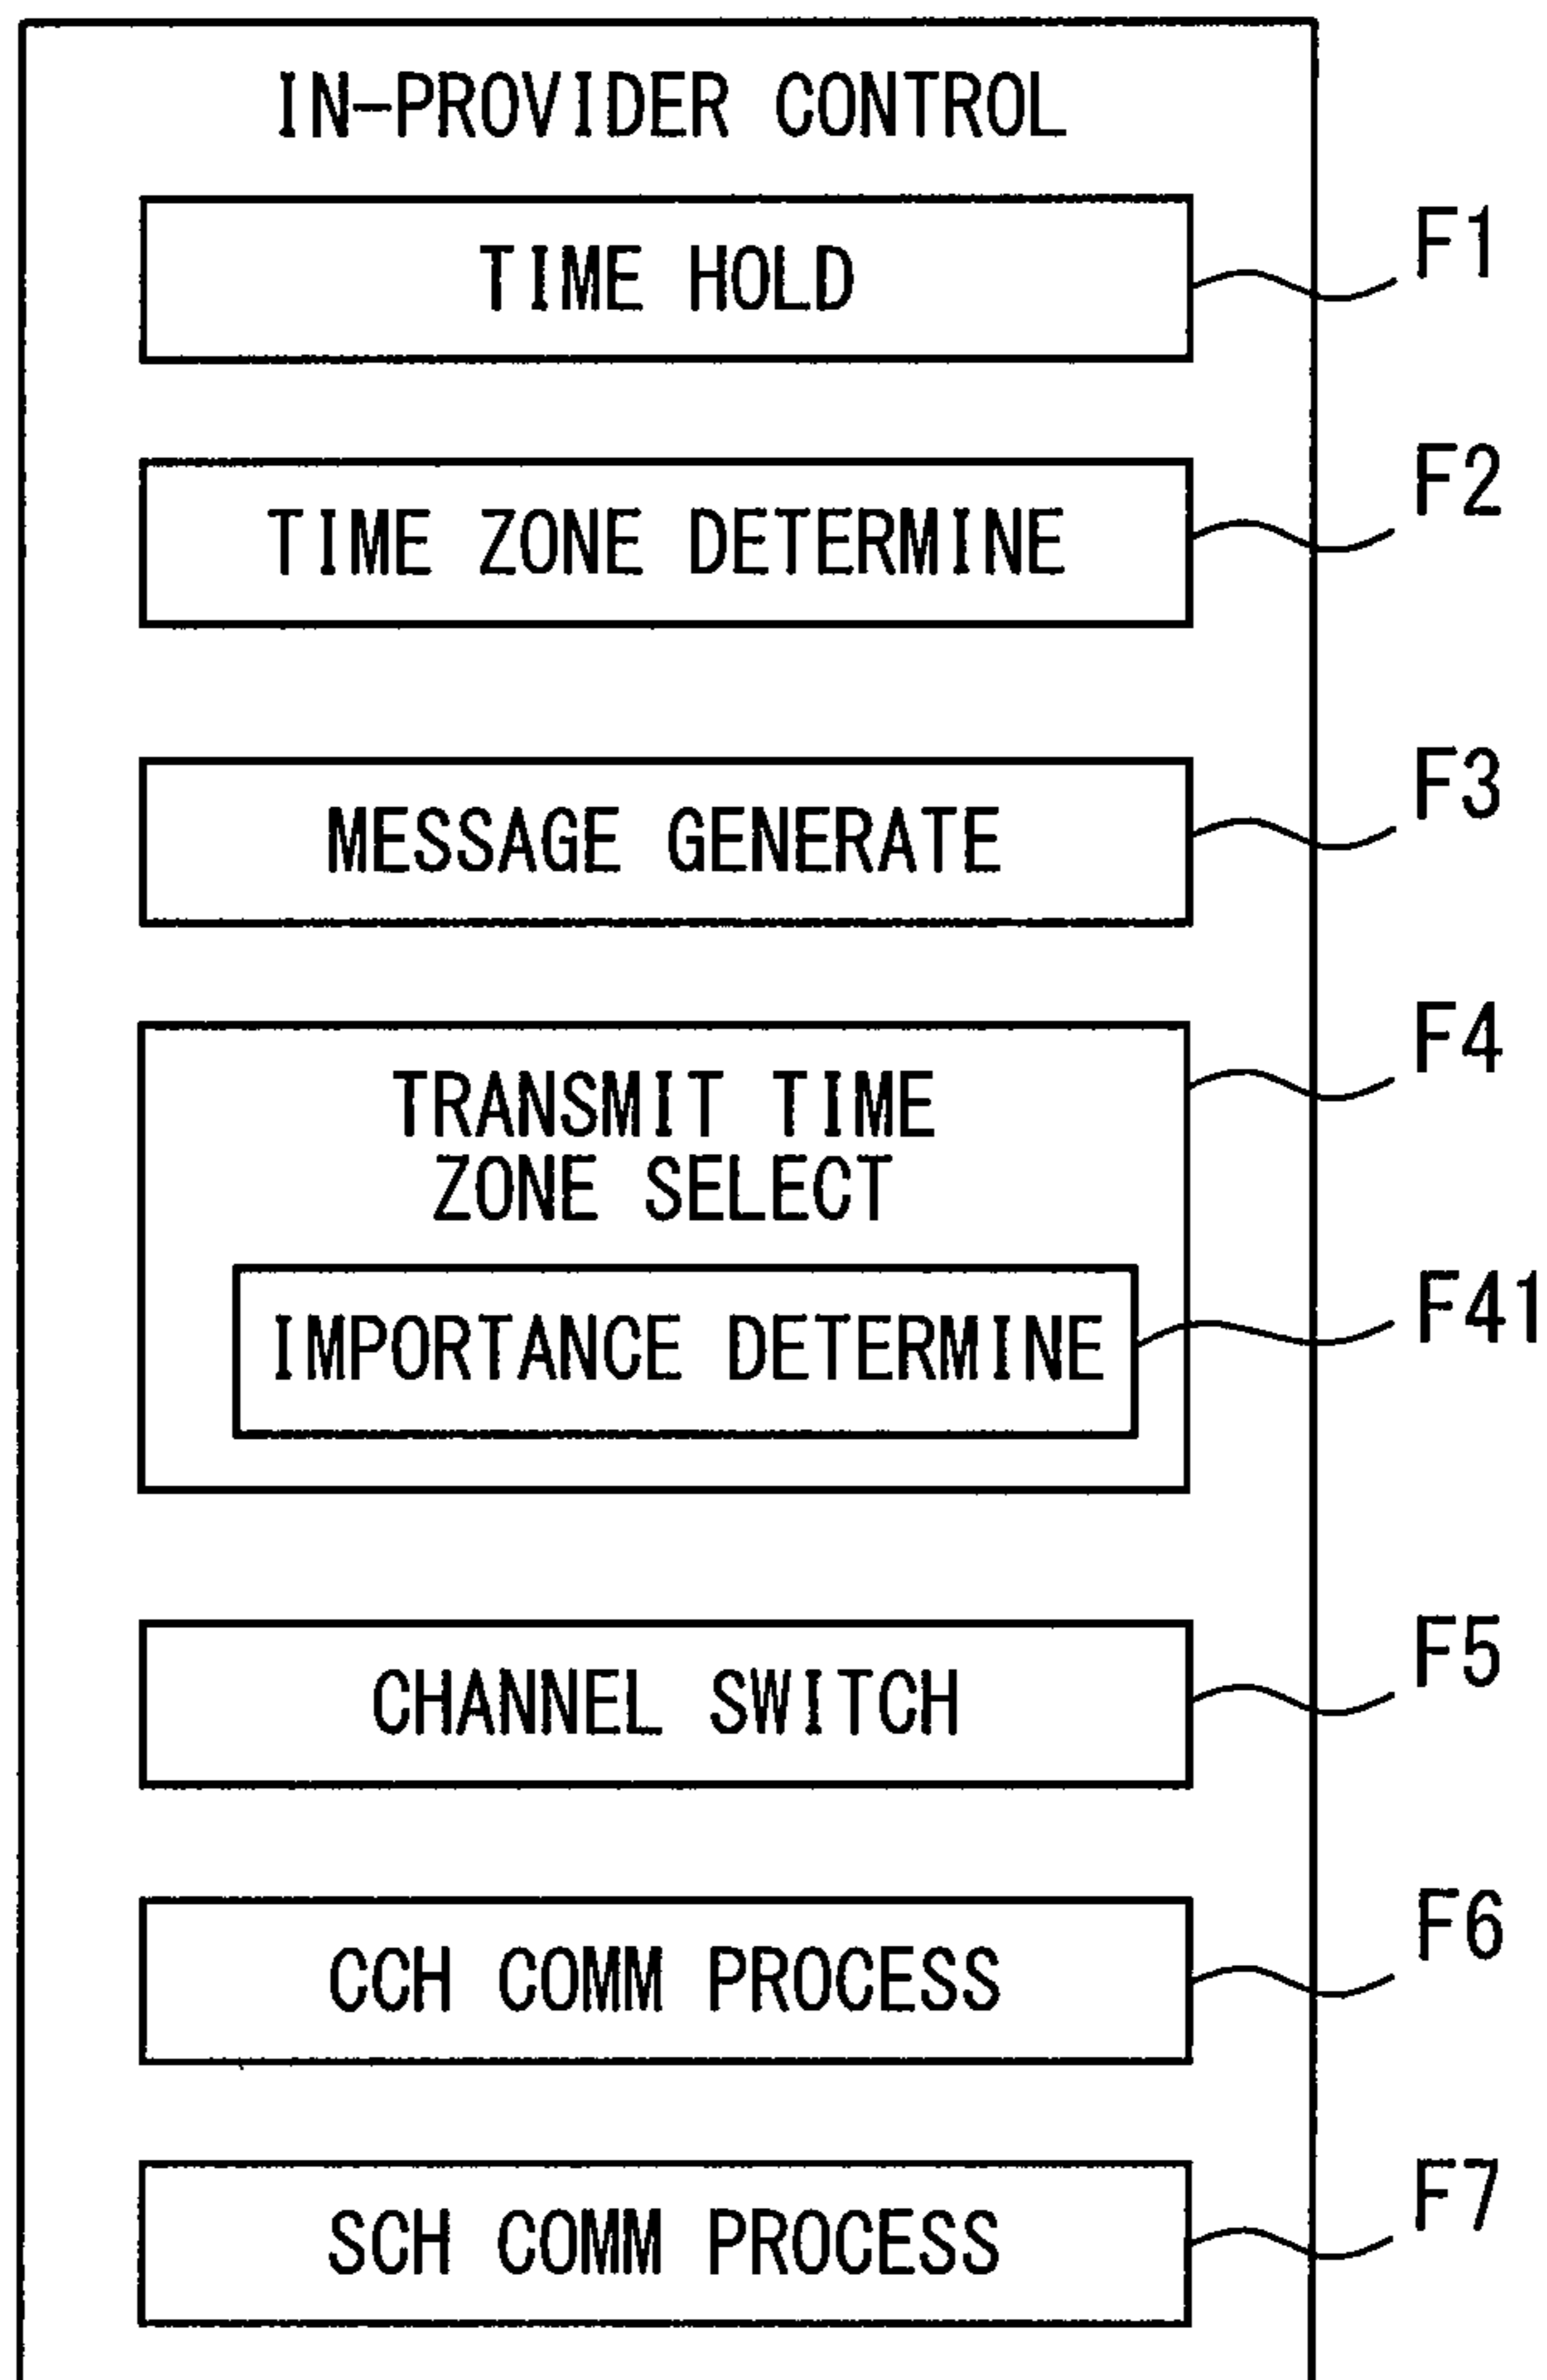 IN-PROVIDER CONTROL
TIME HOLD
F1
TIME ZONE DETERMINE
F2
MESSAGE GENERATE
F3
TRANSMIT TIME
ZONE SELECT
F4
IMPORTANCE DETERMINE
F41
CHANNEL SWITCH
F5
CCH COMM PROCESS
F6
SCH COMM PROCESS
F7